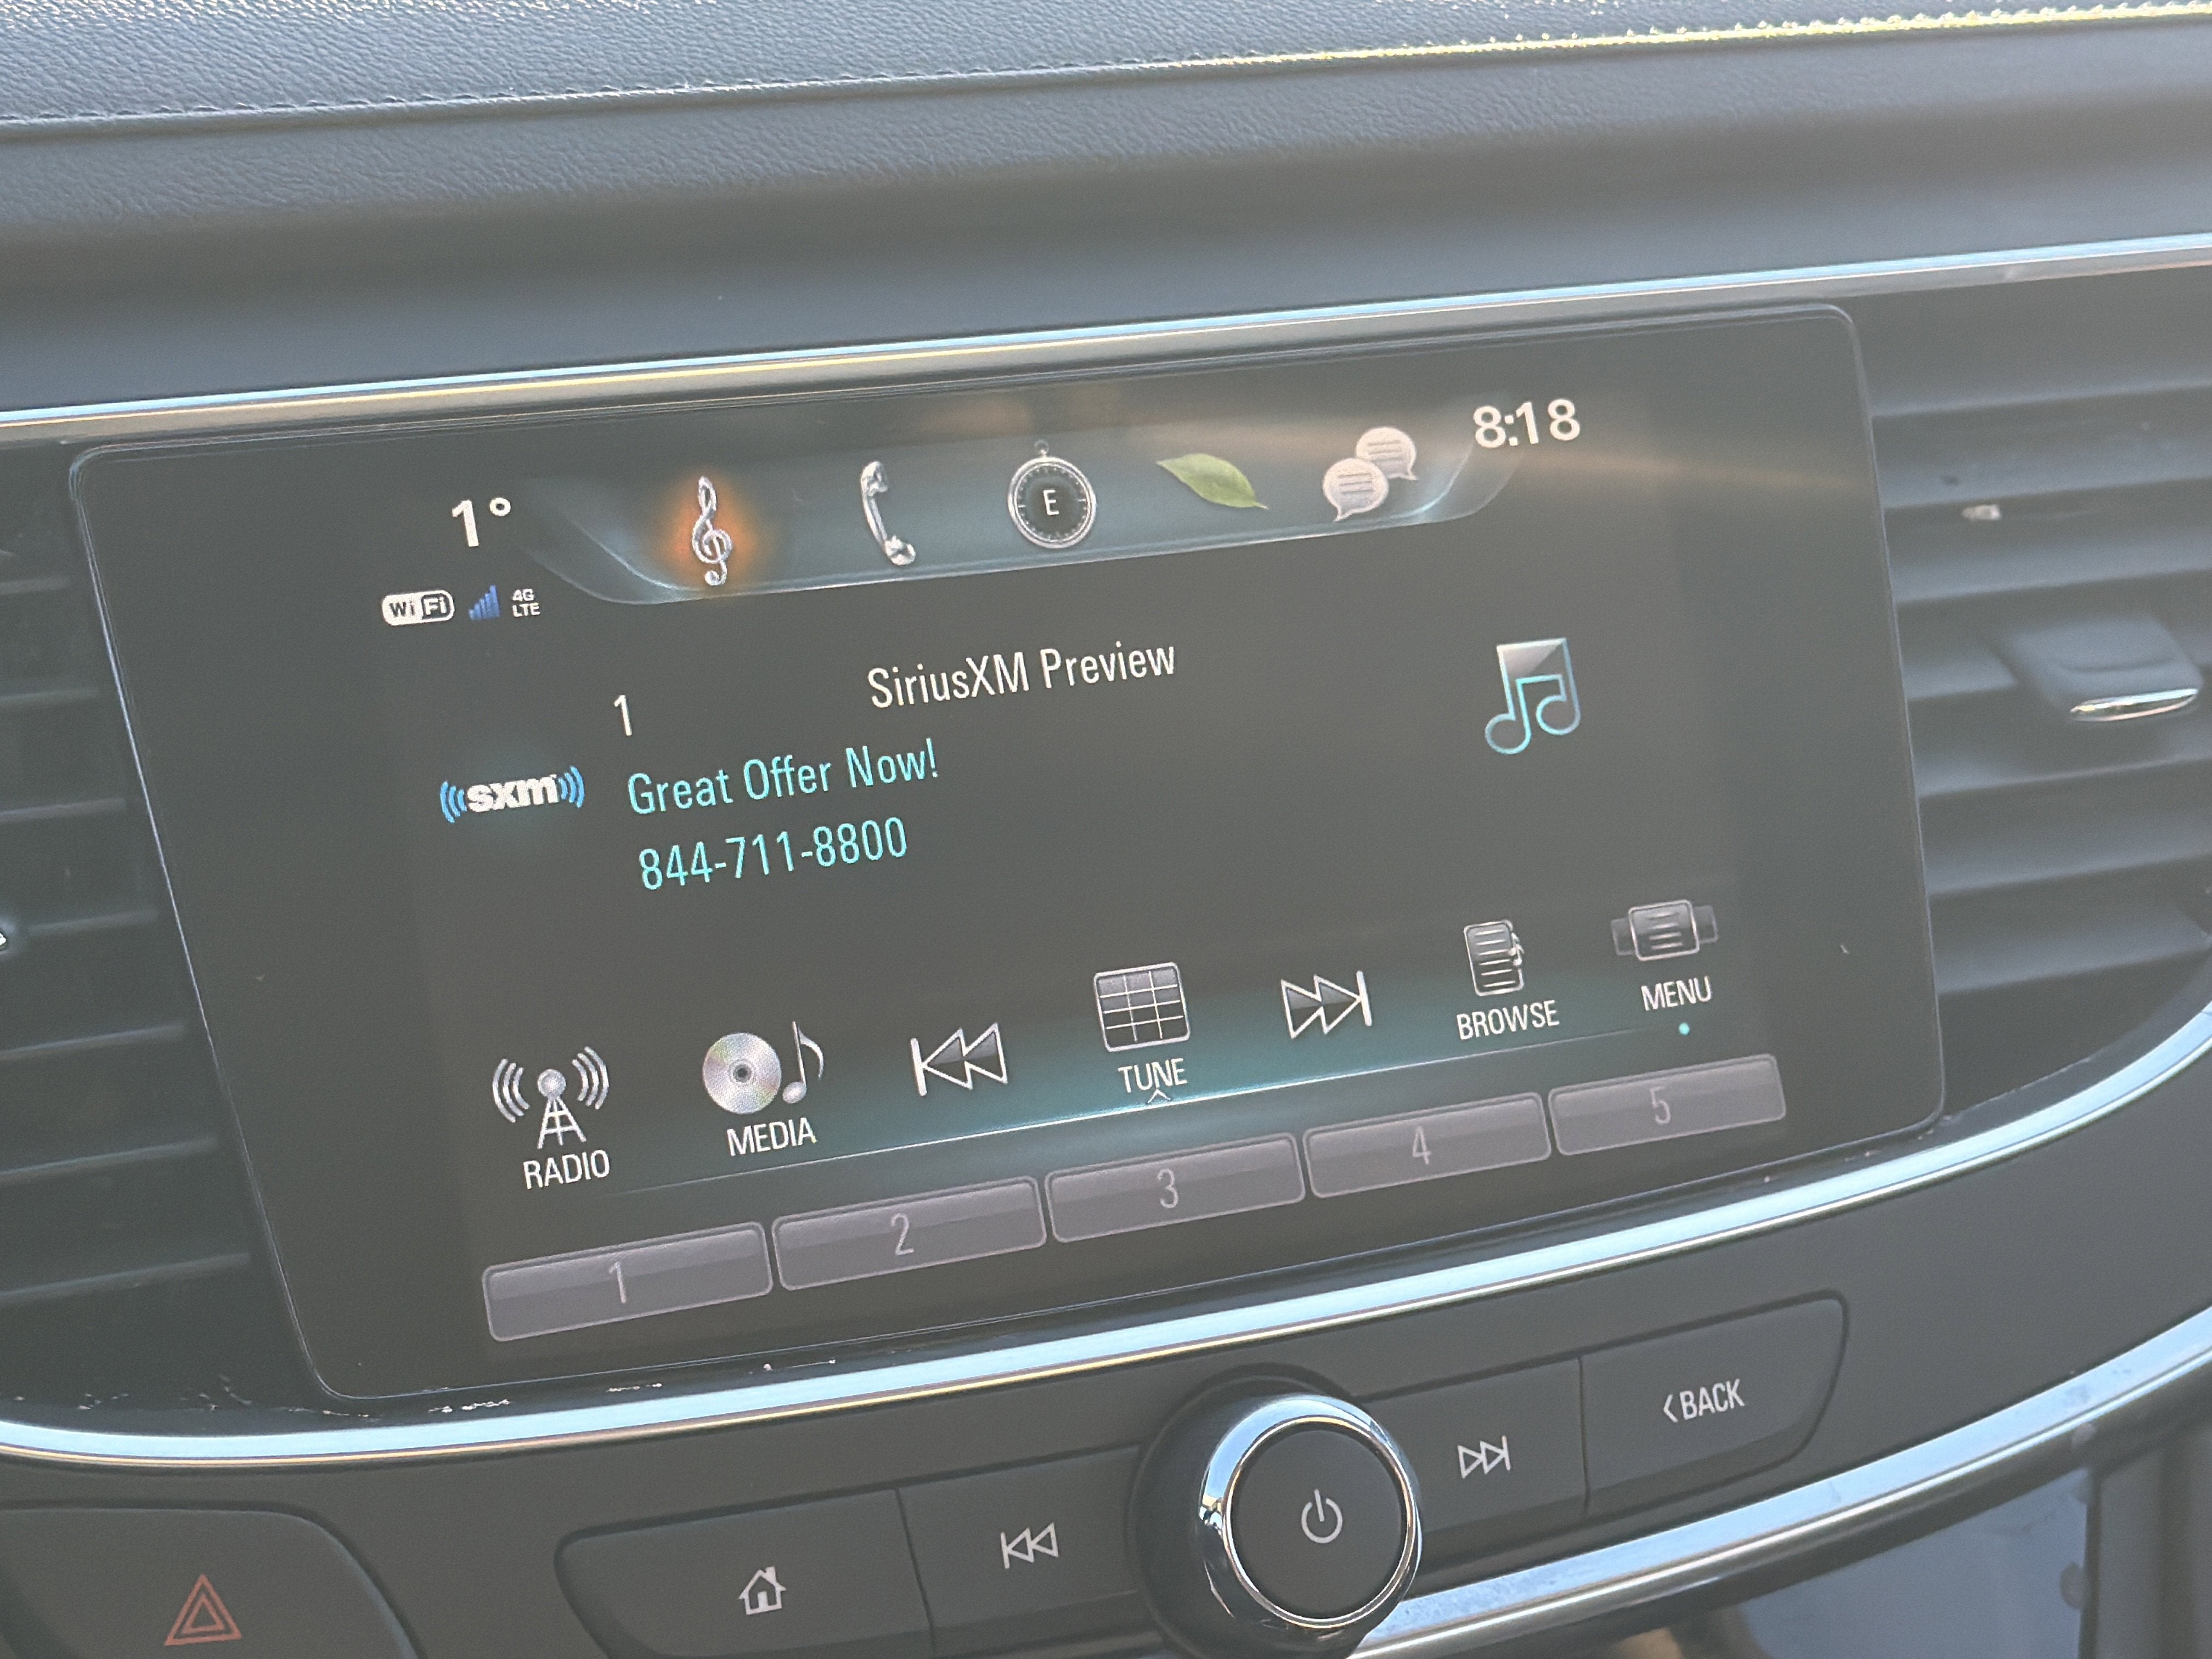 1°
E
8:18
WiFi 4G LTE
SiriusXM Preview
1
sxm
Great Offer Now!
844-711-8800
RADIO
MEDIA
TUNE
BROWSE
MENU
1
2
3
4
5
<BACK